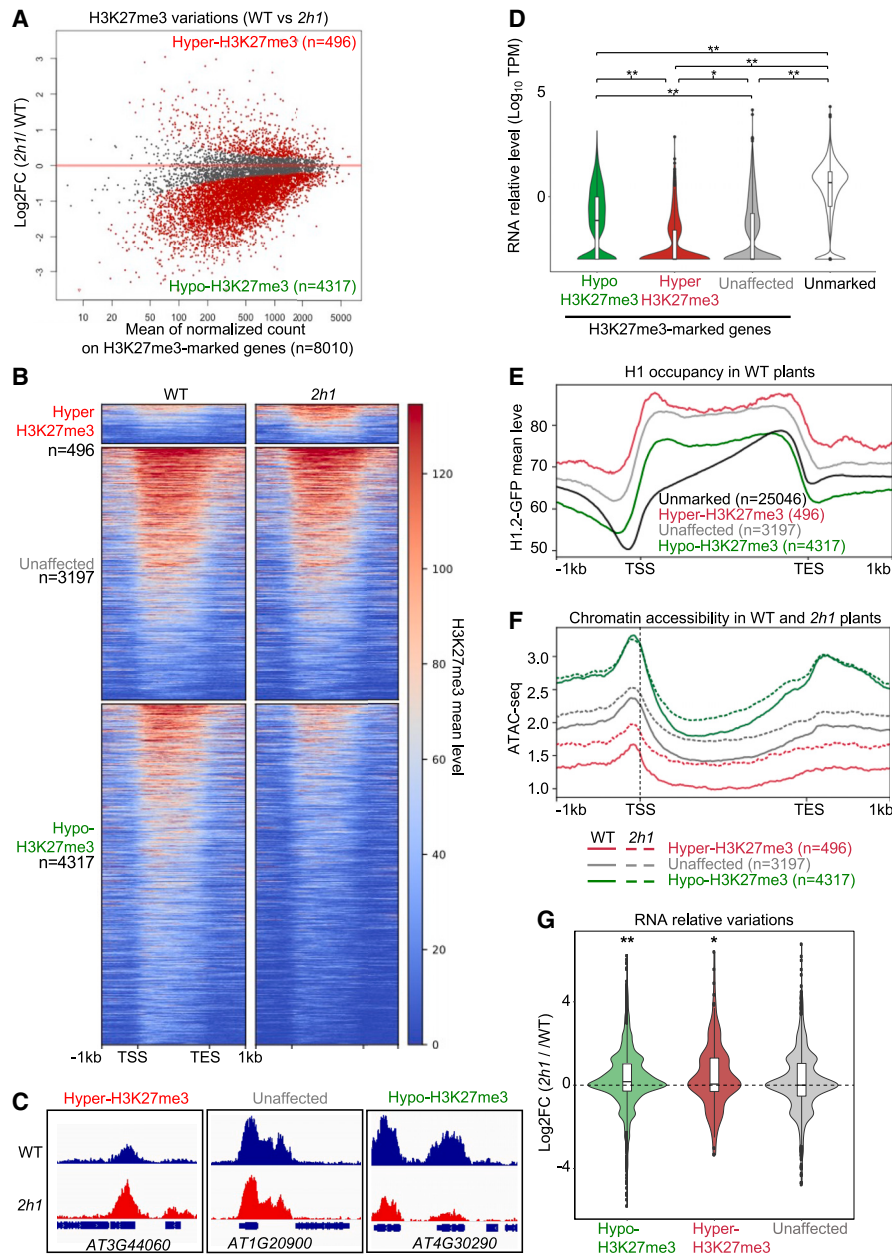 A
H3K27me3 variations (WT vs 2h1)
Hyper-H3K27me3 (n=496)
Log2FC (2h1/ WT)
3
2
1
0
-1
-2
-3
Hypo-H3K27me3 (n=4317)
10 20 50 100 200 500 1000 2000 5000
Mean of normalized count
on H3K27me3-marked genes (n=8010)
B
WT 2h1
Hyper
H3K27me3
n=496
Unaffected
n=3197
Hypo-
H3K27me3
n=4317
-1kb TSS TES 1kb
120
100
80
60
40
20
0
H3K27me3 mean level
C
Hyper-H3K27me3 Unaffected Hypo-H3K27me3
WT
2h1
AT3G44060 AT1G20900 AT4G30290
D
RNA relative level (Log10 TPM)
5
0
**
**
** * **
**
Hypo Hyper Unaffected Unmarked
H3K27me3 H3K27me3
H3K27me3-marked genes
E
H1 occupancy in WT plants
H1.2-GFP mean leve
80
70
60
50
Unmarked (n=25046)
Hyper-H3K27me3 (496)
Unaffected (n=3197)
Hypo-H3K27me3 (n=4317)
-1kb TSS TES 1kb
F
Chromatin accessibility in WT and 2h1 plants
ATAC-seq
3.0
2.5
2.0
1.5
1.0
-1kb TSS TES 1kb
WT 2h1
Hyper-H3K27me3 (n=496)
Unaffected (n=3197)
Hypo-H3K27me3 (n=4317)
G
RNA relative variations
** *
Log2FC (2h1 / /WT)
4
0
-4
Hypo- Hyper- Unaffected
H3K27me3 H3K27me3